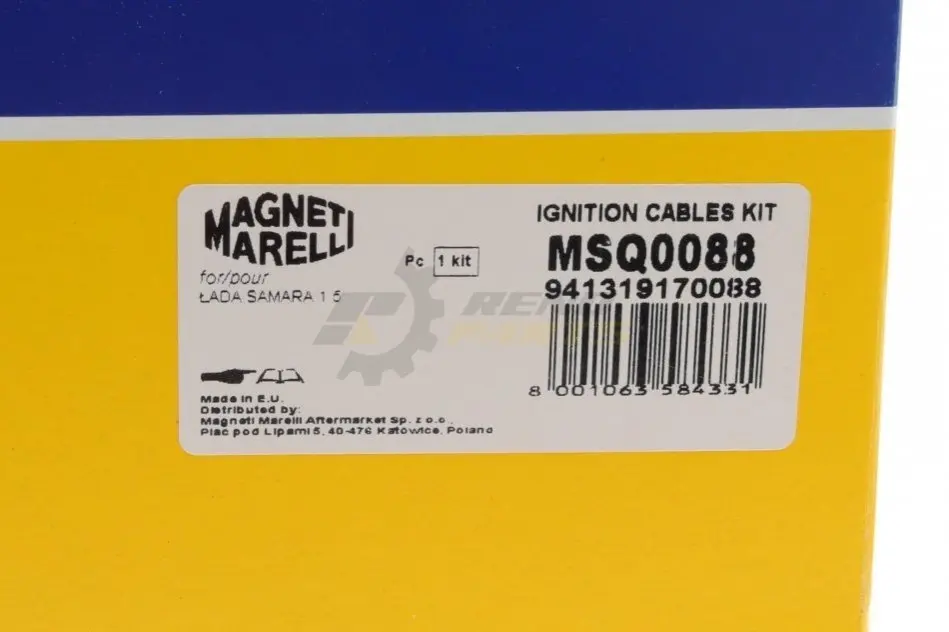 MAGNETI
MARELLI
for/pour
ŁADA SAMARA 1 5
Pc 1 kit
IGNITION CABLES KIT
MSQ0088
941319170088
8 001063 584331
Made in E.U.
Distributed by:
Magneti Marelli Aftermarket Sp. z o.o.,
Plac pod Lipami 5, 40-476 Katowice, Poland